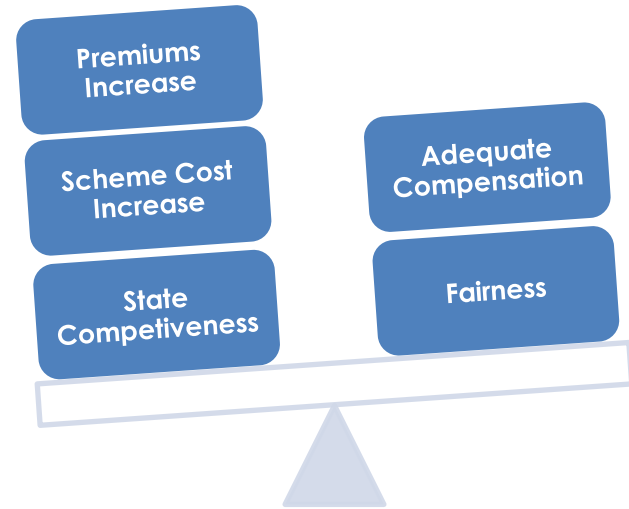 Premiums
Increase
Scheme Cost
Increase
State
Competiveness
Adequate
Compensation
Fairness